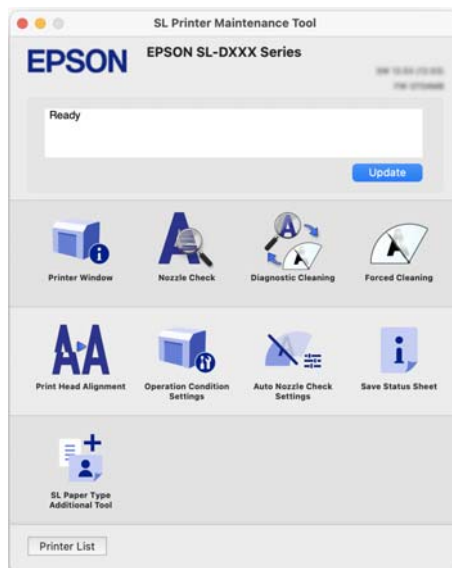 SL Printer Maintenance Tool
EPSON
EPSON SL-DXXX Series
Ready
Update
Printer Window
Nozzle Check
Diagnostic Cleaning
Forced Cleaning
Print Head Alignment
Operation Condition
Settings
Auto Nozzle Check
Settings
Save Status Sheet
SL Paper Type
Additional Tool
Printer List